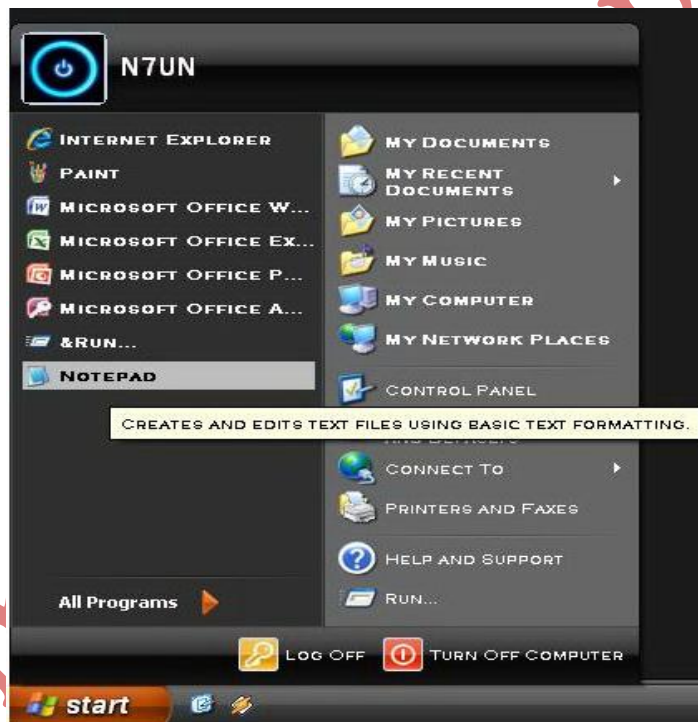 N7UN
INTERNET EXPLORER
PAINT
MICROSOFT OFFICE W...
MICROSOFT OFFICE EX...
MICROSOFT OFFICE P...
MICROSOFT OFFICE A...
&RUN...
NOTEPAD
All Programs
MY DOCUMENTS
MY RECENT
DOCUMENTS
MY PICTURES
MY MUSIC
MY COMPUTER
MY NETWORK PLACES
CONTROL PANEL
CREATES AND EDITS TEXT FILES USING BASIC TEXT FORMATTING.
AND DEFAULTS
CONNECT TO
PRINTERS AND FAXES
HELP AND SUPPORT
RUN...
LOG OFF
TURN OFF COMPUTER
start